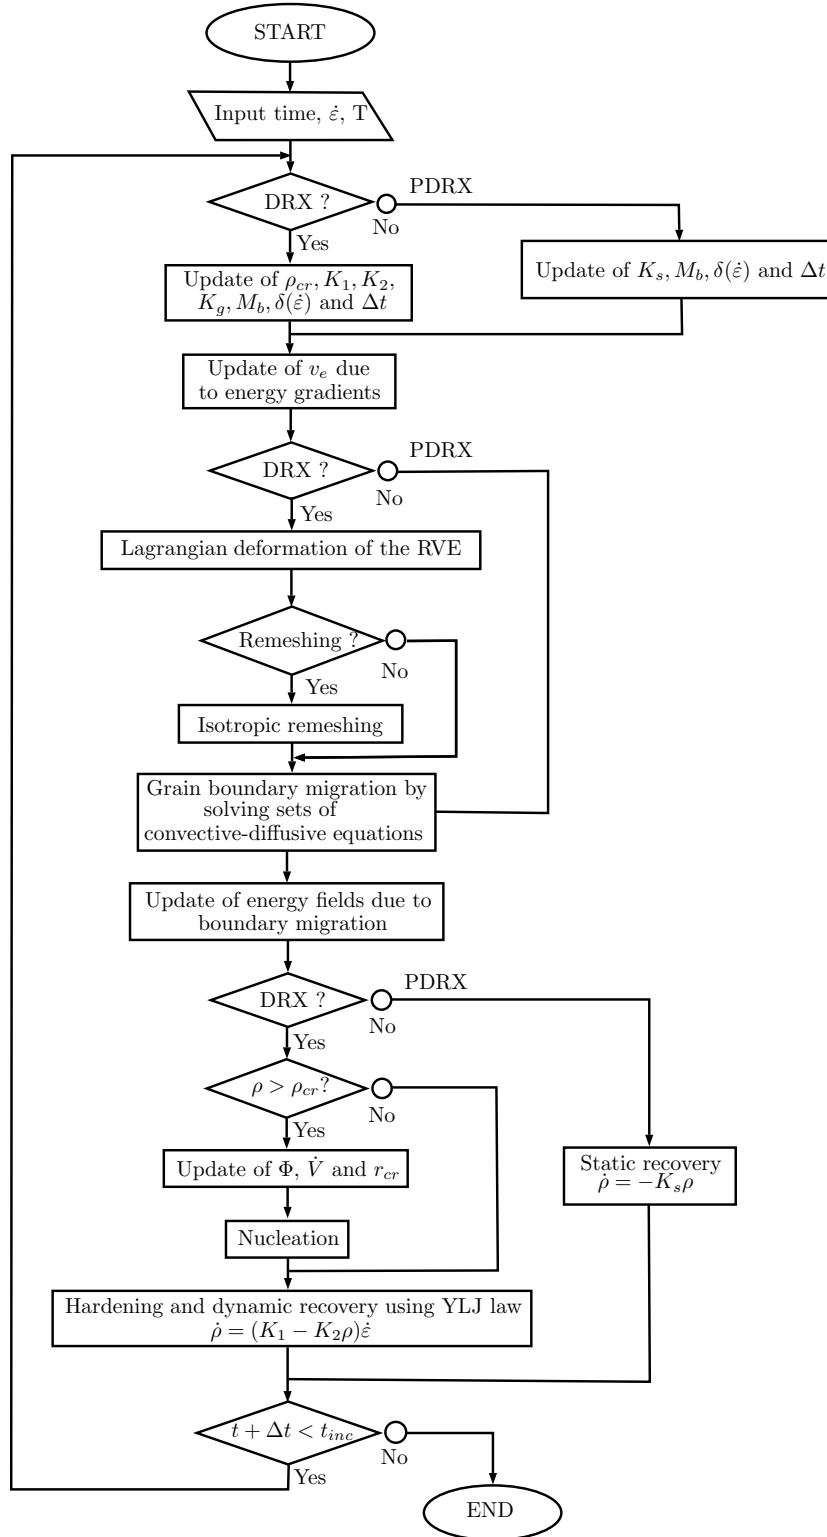 START
Input time, ε̇, T
DRX ?
PDRX
No
Yes
Update of ρ_cr, K_1, K_2,
K_g, M_b, δ(ε̇) and Δt
Update of K_s, M_b, δ(ε̇) and Δt
Update of v_e due
to energy gradients
DRX ?
PDRX
No
Yes
Lagrangian deformation of the RVE
Remeshing ?
No
Yes
Isotropic remeshing
Grain boundary migration by
solving sets of
convective-diffusive equations
Update of energy fields due to
boundary migration
DRX ?
PDRX
No
Yes
ρ > ρ_cr?
No
Yes
Update of Φ, V̇ and r_cr
Static recovery
ρ̇ = −K_sρ
Nucleation
Hardening and dynamic recovery using YLJ law
ρ̇ = (K_1 − K_2ρ)ε̇
t + Δt < t_inc
No
Yes
END